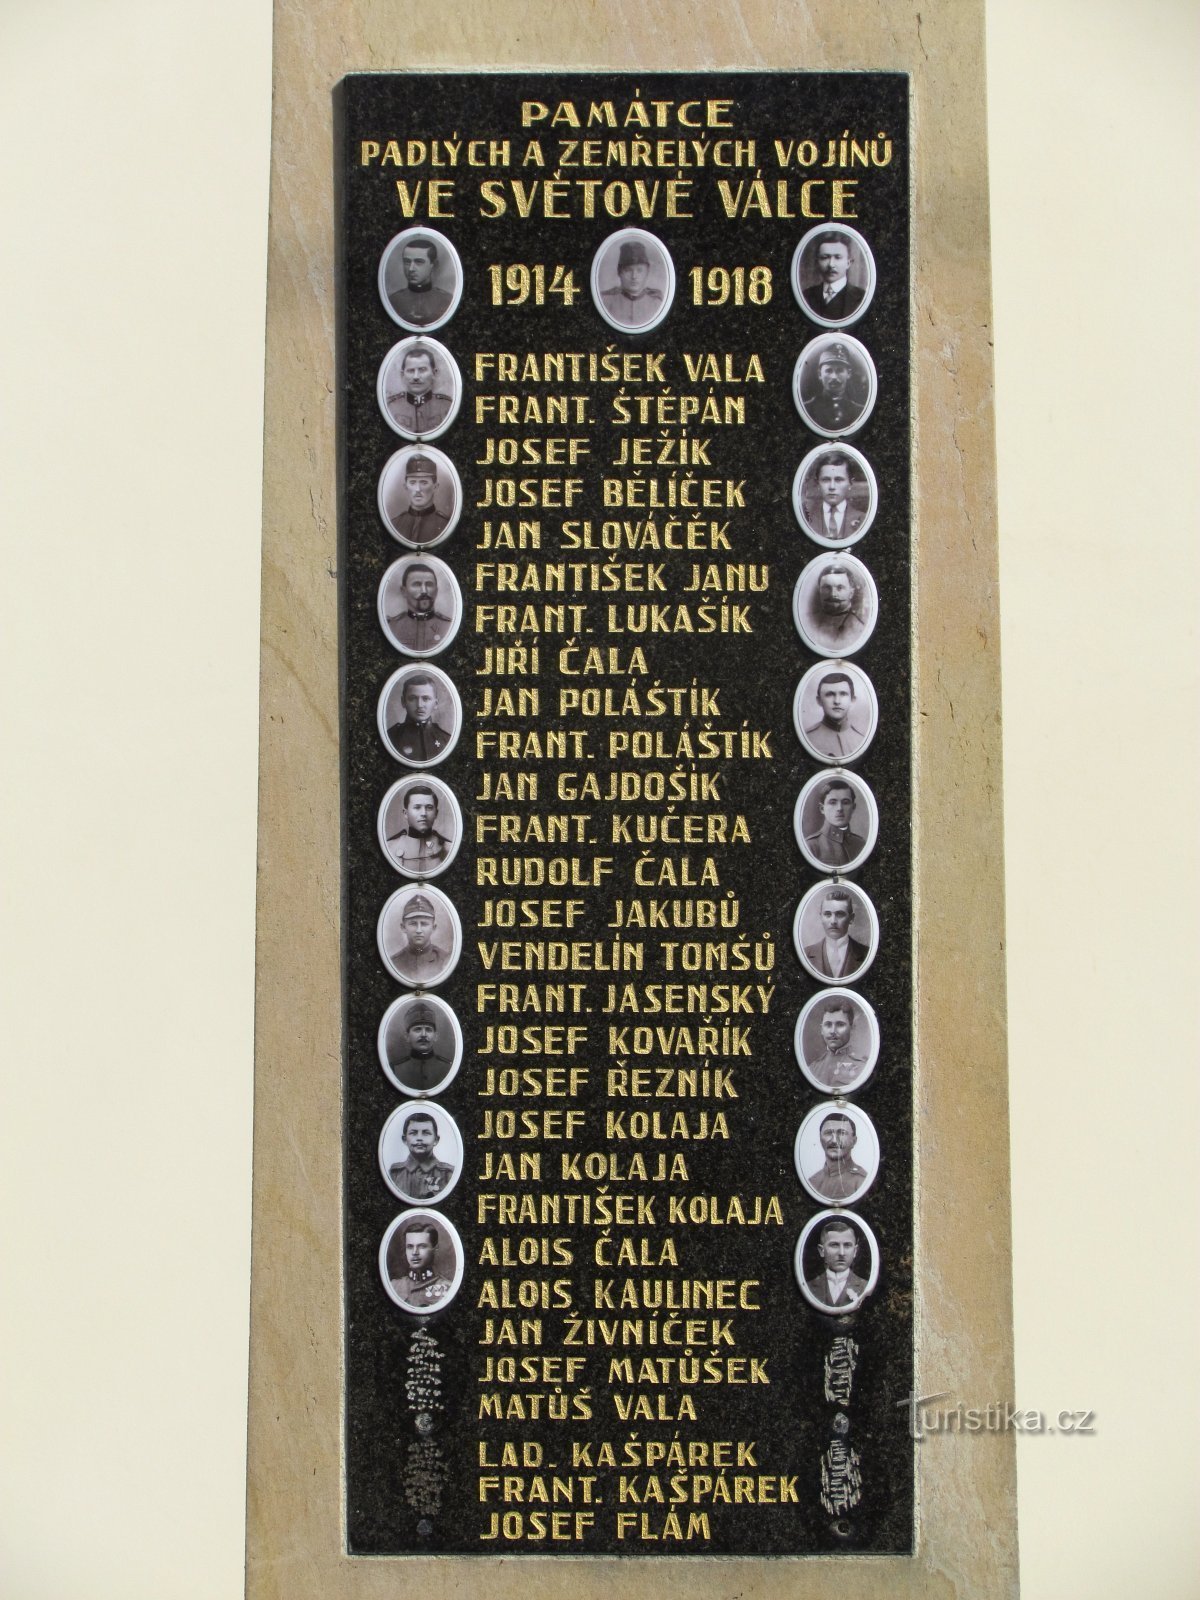 PAMÁTCE
PADLÝCH A ZEMŘELÝCH VOJÍNŮ
VE SVĚTOVÉ VÁLCE
1914 1918
FRANTIŠEK VALA
FRANT. ŠTĚPÁN
JOSEF JEŽÍK
JOSEF BĚLÍČEK
JAN SLOVÁČĚK
FRANTIŠEK JANU
FRANT. LUKAŠÍK
JIŘÍ ČALA
JAN POLÁŠTÍK
FRANT. POLÁŠTÍK
JAN GAJDOŠÍK
FRANT. KUČERA
RUDOLF ČALA
JOSEF JAKUBŮ
VENDELÍN TOMŠŮ
FRANT. JASENSKÝ
JOSEF KOVAŘÍK
JOSEF ŘEZNÍK
JOSEF KOLAJA
JAN KOLAJA
FRANTIŠEK KOLAJA
ALOIS ČALA
ALOIS KAULINEC
JAN ŽIVNÍČEK
JOSEF MATŮŠEK
MATŮŠ VALA
LAD. KAŠPÁREK
FRANT. KAŠPÁREK
JOSEF FLÁM
Turistika.cz